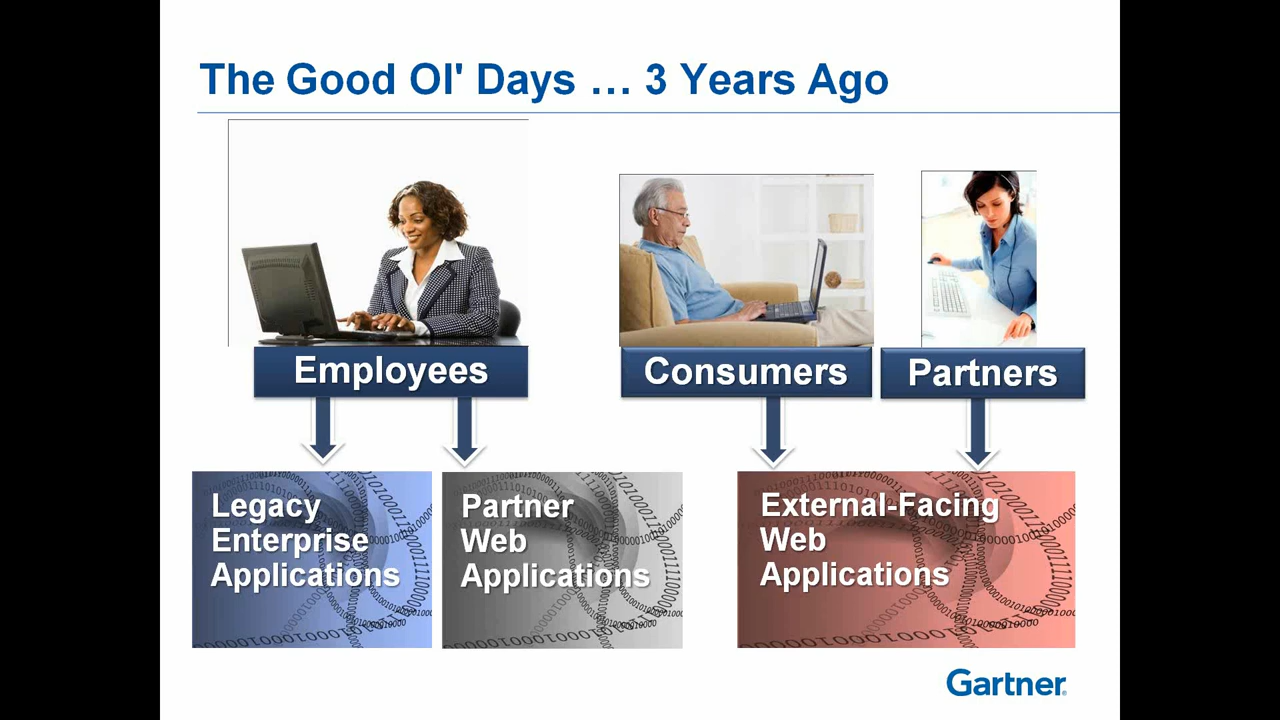 The Good Ol' Days … 3 Years Ago
Employees
Consumers
Partners
Legacy
Enterprise
Applications
Partner
Web
Applications
External-Facing
Web
Applications
Gartner